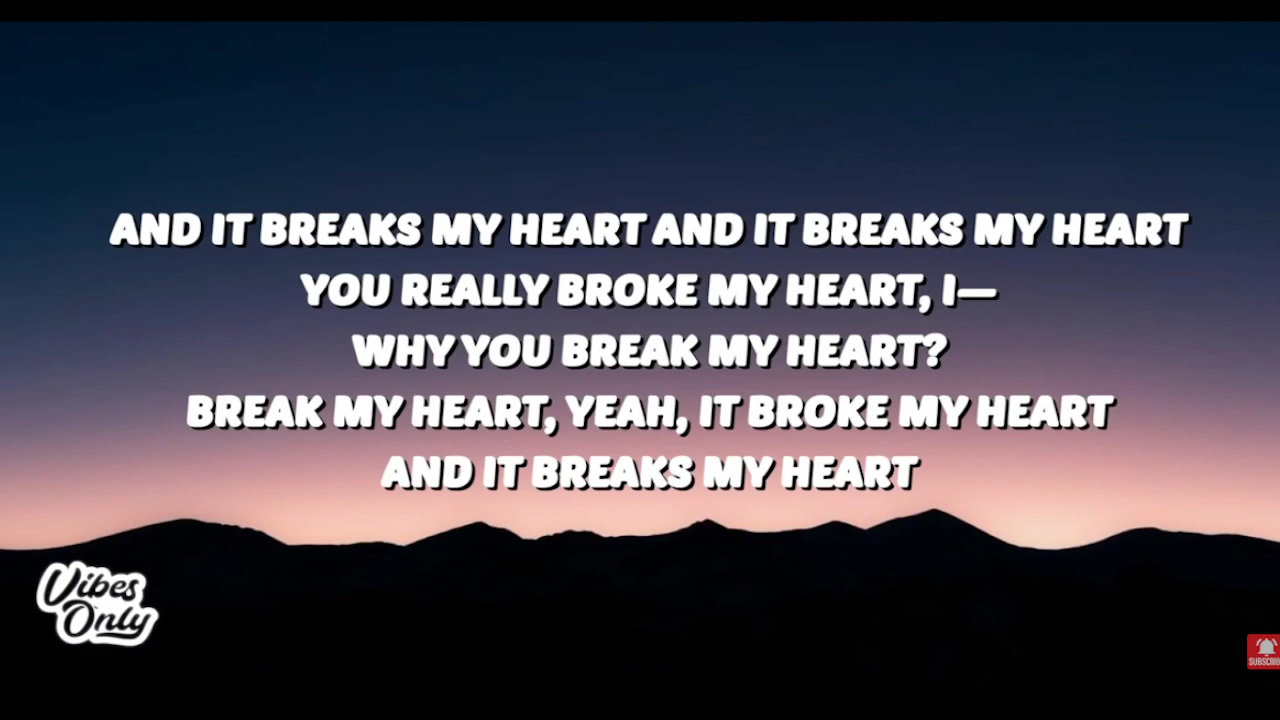 AND IT BREAKS MY HEART AND IT BREAKS MY HEART
YOU REALLY BROKE MY HEART, I—
WHY YOU BREAK MY HEART?
BREAK MY HEART, YEAH, IT BROKE MY HEART
AND IT BREAKS MY HEART
Vibes
Only
SUBSCRIB